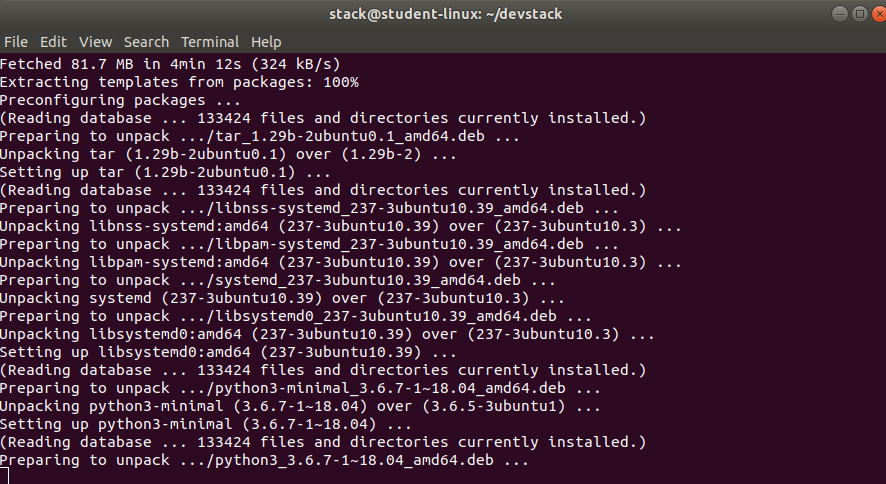 stack@student-linux: ~/devstack
File Edit View Search Terminal Help
Fetched 81.7 MB in 4min 12s (324 kB/s)
Extracting templates from packages: 100%
Preconfiguring packages ...
(Reading database ... 133424 files and directories currently installed.)
Preparing to unpack .../tar_1.29b-2ubuntu0.1_amd64.deb ...
Unpacking tar (1.29b-2ubuntu0.1) over (1.29b-2) ...
Setting up tar (1.29b-2ubuntu0.1) ...
(Reading database ... 133424 files and directories currently installed.)
Preparing to unpack .../libnss-systemd_237-3ubuntu10.39_amd64.deb ...
Unpacking libnss-systemd:amd64 (237-3ubuntu10.39) over (237-3ubuntu10.3) ...
Preparing to unpack .../libpam-systemd_237-3ubuntu10.39_amd64.deb ...
Unpacking libpam-systemd:amd64 (237-3ubuntu10.39) over (237-3ubuntu10.3) ...
Preparing to unpack .../systemd_237-3ubuntu10.39_amd64.deb ...
Unpacking systemd (237-3ubuntu10.39) over (237-3ubuntu10.3) ...
Preparing to unpack .../libsystemd0_237-3ubuntu10.39_amd64.deb ...
Unpacking libsystemd0:amd64 (237-3ubuntu10.39) over (237-3ubuntu10.3) ...
Setting up libsystemd0:amd64 (237-3ubuntu10.39) ...
(Reading database ... 133424 files and directories currently installed.)
Preparing to unpack .../python3-minimal_3.6.7-1~18.04_amd64.deb ...
Unpacking python3-minimal (3.6.7-1~18.04) over (3.6.5-3ubuntu1) ...
Setting up python3-minimal (3.6.7-1~18.04) ...
(Reading database ... 133424 files and directories currently installed.)
Preparing to unpack .../python3_3.6.7-1~18.04_amd64.deb ...